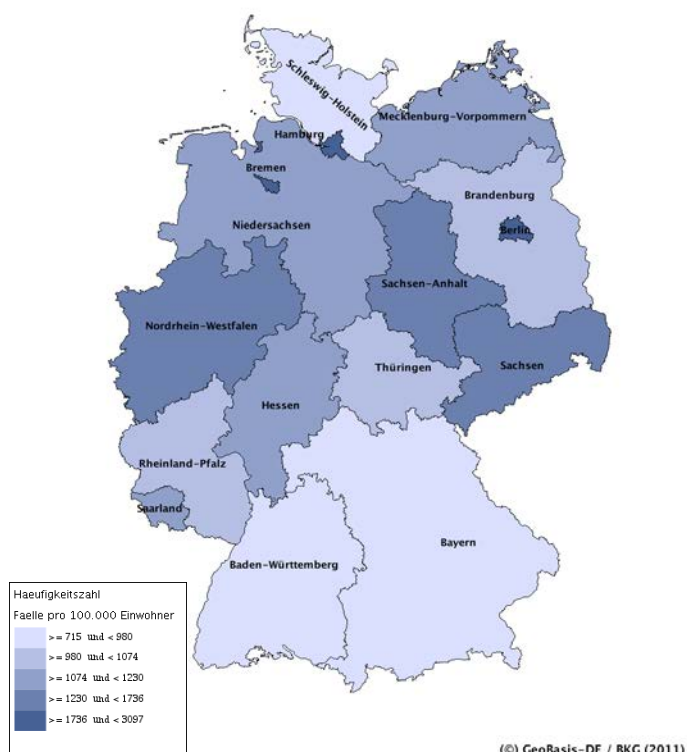 Schleswig-Holstein
Mecklenburg-Vorpommern
Hamburg
Bremen
Brandenburg
Niedersachsen
Berlin
Sachsen-Anhalt
Nordrhein-Westfalen
Thüringen
Sachsen
Hessen
Rheinland-Pfalz
Saarland
Bayern
Baden-Württemberg
Haeufigkeitszahl
Faelle pro 100.000 Einwohner
>= 715 und < 980
>= 980 und < 1074
>= 1074 und < 1230
>= 1230 und < 1736
>= 1736 und < 3097
(©) GeoBasis-DE / BKG (2011)